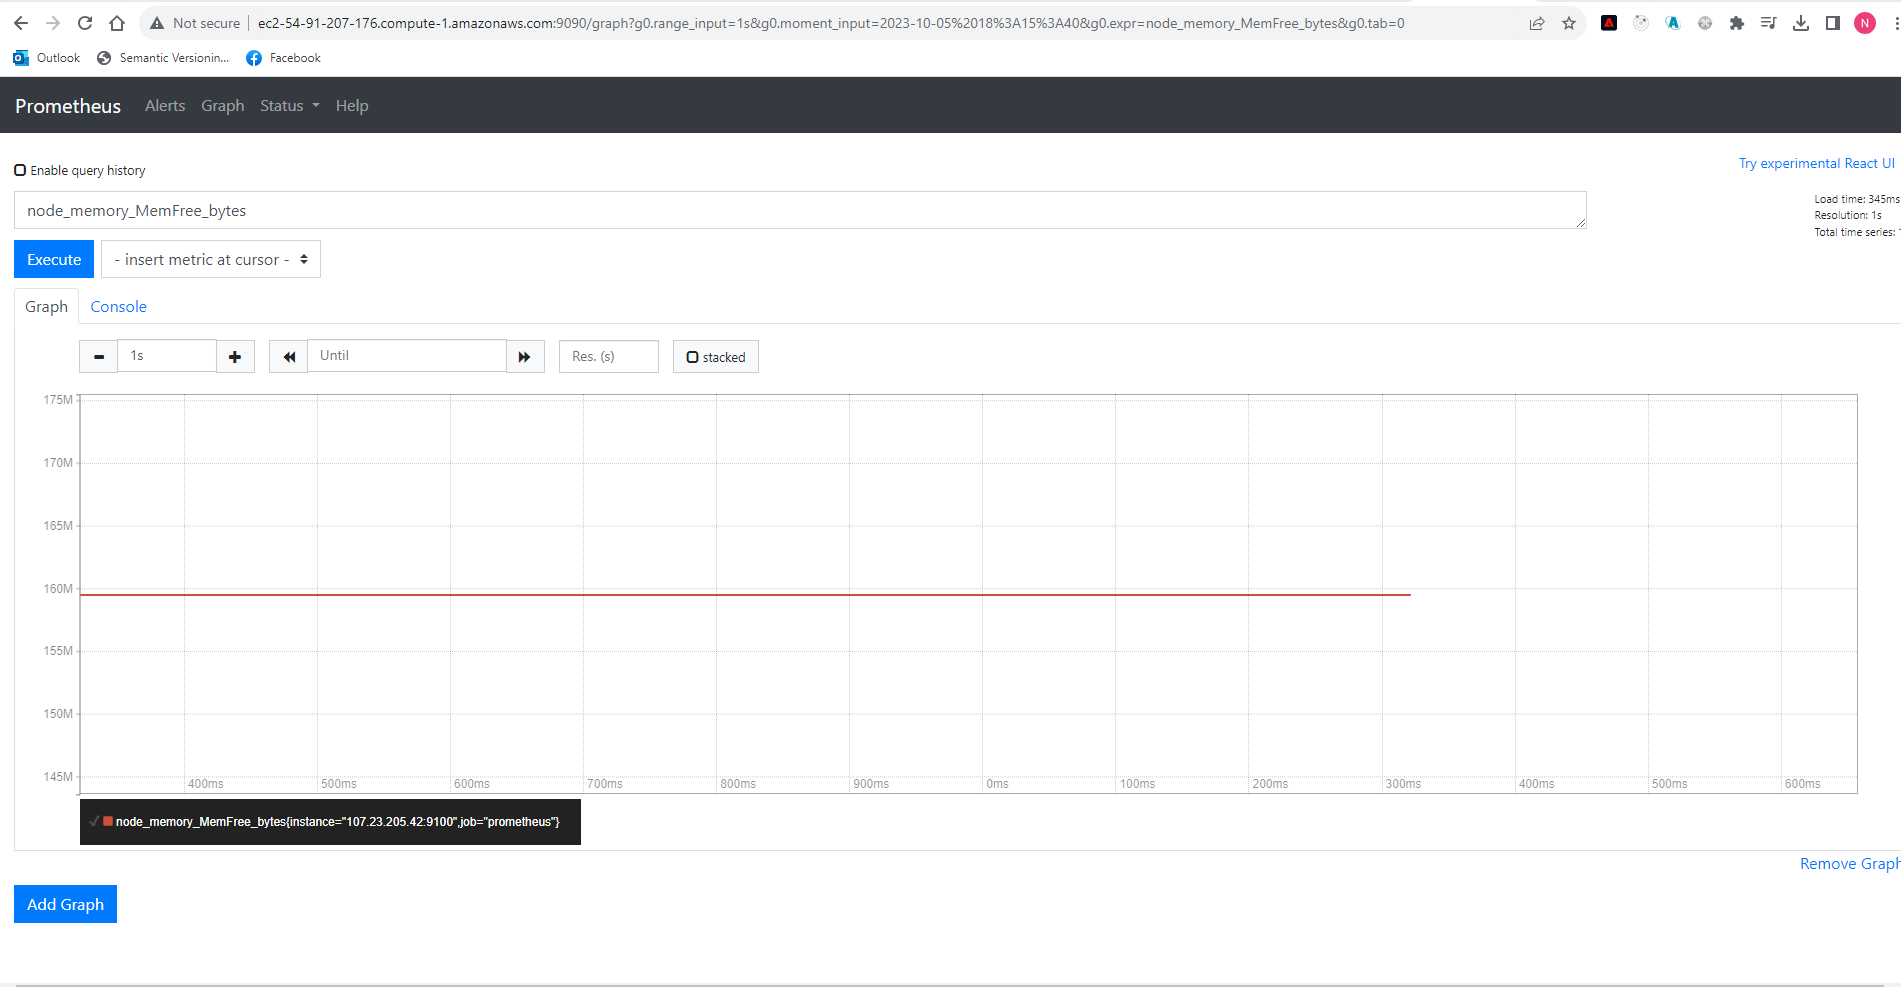 Not secure ec2-54-91-207-176.compute-1.amazonaws.com:9090/graph?g0.range_input=1s&g0.moment_input=2023-10-05%2018%3A15%3A40&g0.expr=node_memory_MemFree_bytes&g0.tab=0
N
Outlook Semantic Versionin... Facebook
Prometheus Alerts Graph Status Help
Enable query history
Try experimental React UI
node_memory_MemFree_bytes
Load time: 345ms
Resolution: 1s
Total time series:
Execute - insert metric at cursor -
Graph Console
1s Until Res. (s) stacked
175M
170M
165M
160M
155M
150M
145M
400ms 500ms 600ms 700ms 800ms 900ms 0ms 100ms 200ms 300ms 400ms 500ms 600ms
node_memory_MemFree_bytes{instance="107.23.205.42:9100",job="prometheus"}
Remove Graph
Add Graph